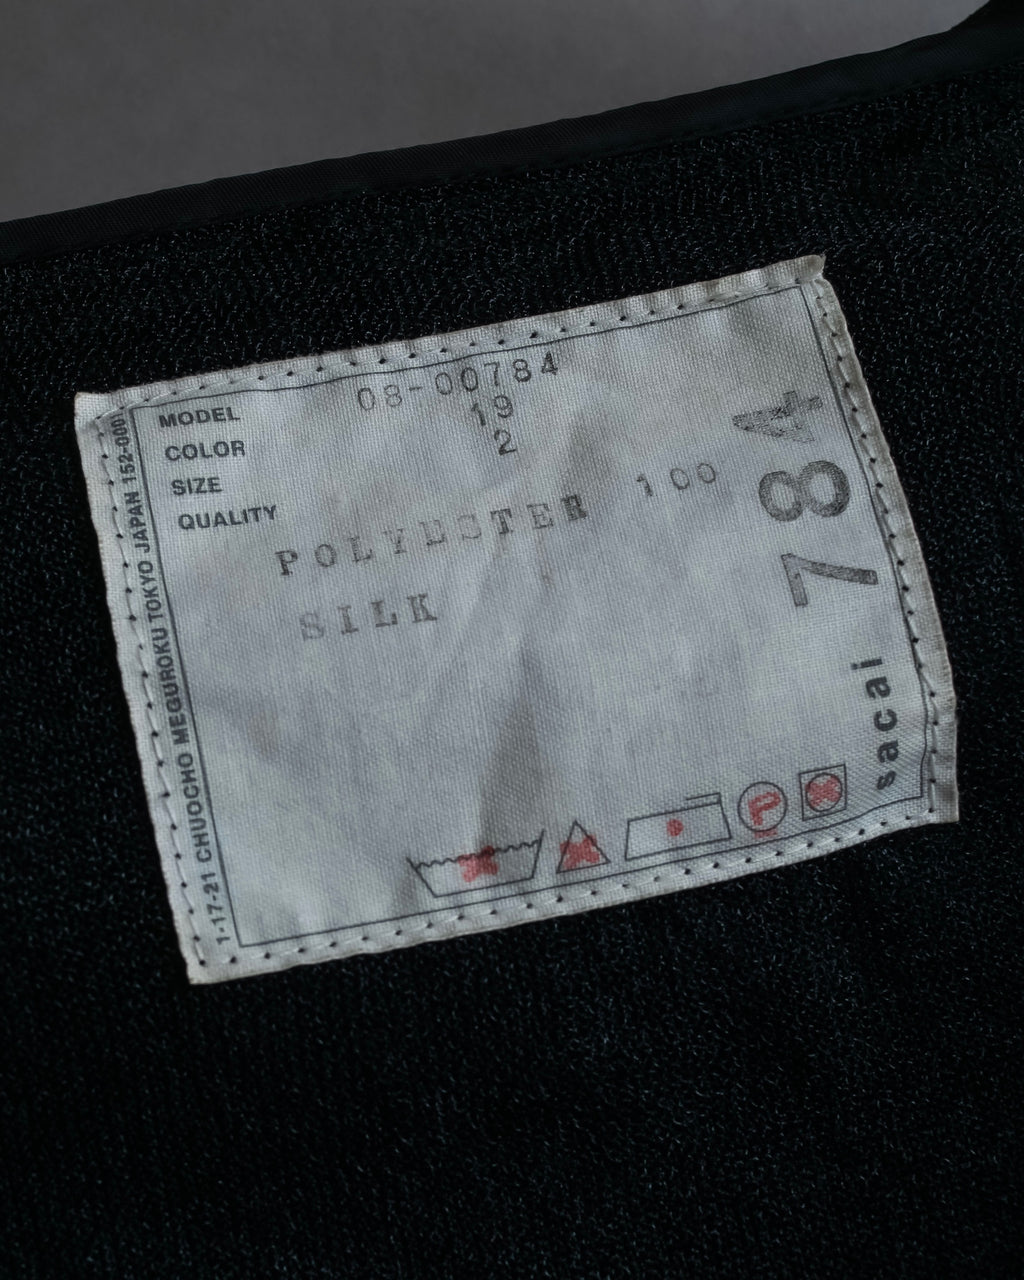 MODEL 08-00784
COLOR 19
SIZE 2
QUALITY
POLYESTER 100
SILK
784
sacai
P
1-17-21 CHUOCHO MEGUROKU TOKYO JAPAN 152-0001